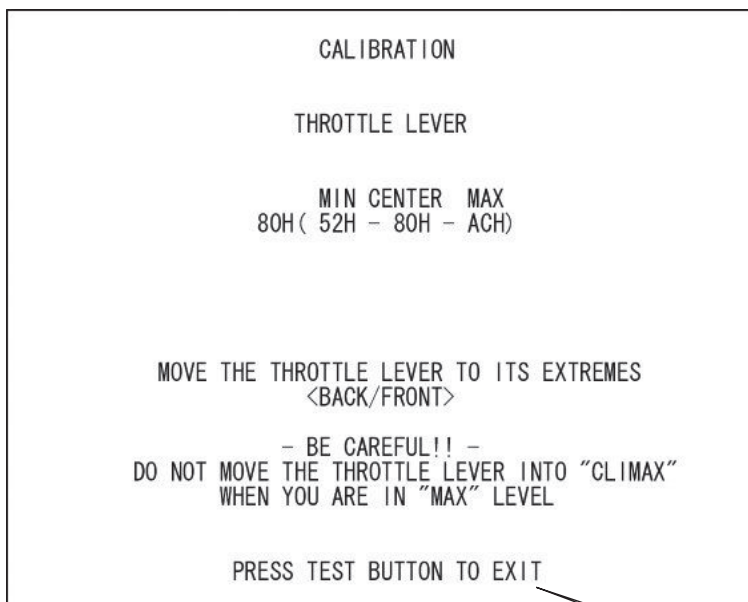 CALIBRATION
THROTTLE LEVER
MIN CENTER MAX
80H( 52H - 80H - ACH)
MOVE THE THROTTLE LEVER TO ITS EXTREMES
<BACK/FRONT>
- BE CAREFUL!! -
DO NOT MOVE THE THROTTLE LEVER INTO "CLIMAX"
WHEN YOU ARE IN "MAX" LEVEL
PRESS TEST BUTTON TO EXIT